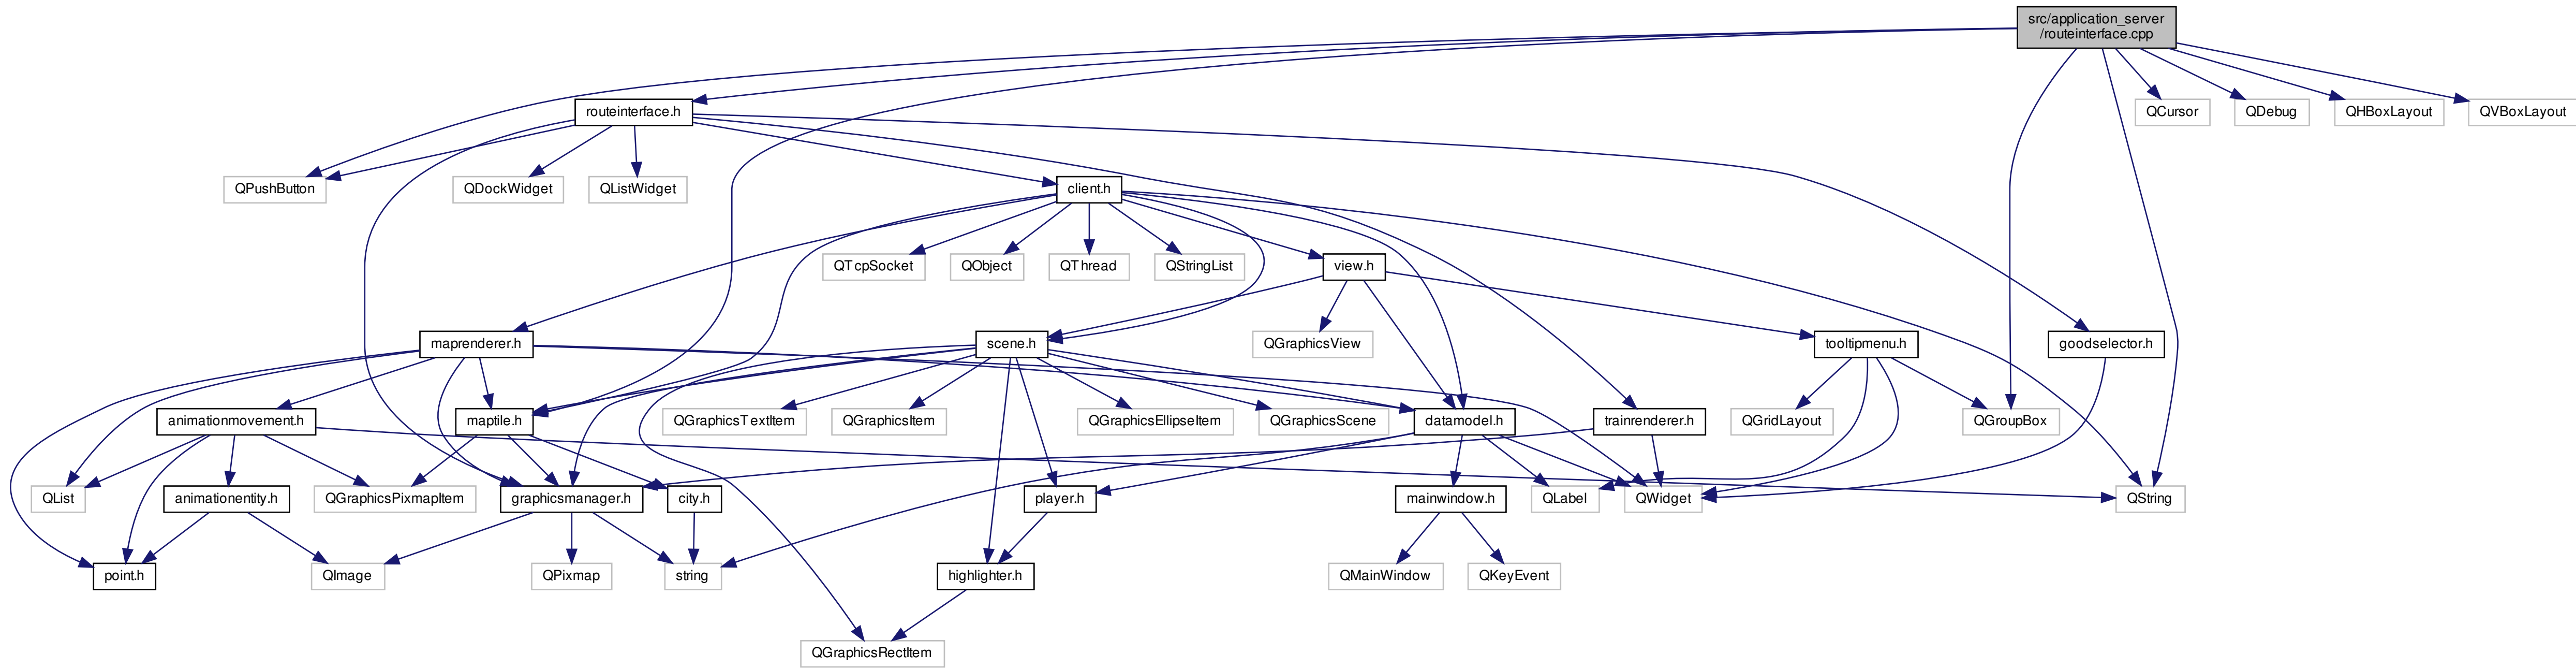 src/application_server
/routeinterface.cpp
routeinterface.h
QCursor
QDebug
QHBoxLayout
QVBoxLayout
QPushButton
QDockWidget
QListWidget
client.h
QTcpSocket
QObject
QThread
QStringList
view.h
maprenderer.h
scene.h
QGraphicsView
tooltipmenu.h
goodselector.h
animationmovement.h
maptile.h
QGraphicsTextItem
QGraphicsItem
QGraphicsEllipseItem
QGraphicsScene
datamodel.h
trainrenderer.h
QGridLayout
QGroupBox
QList
animationentity.h
QGraphicsPixmapItem
graphicsmanager.h
city.h
player.h
mainwindow.h
QLabel
QWidget
QString
point.h
QImage
QPixmap
string
highlighter.h
QMainWindow
QKeyEvent
QGraphicsRectItem